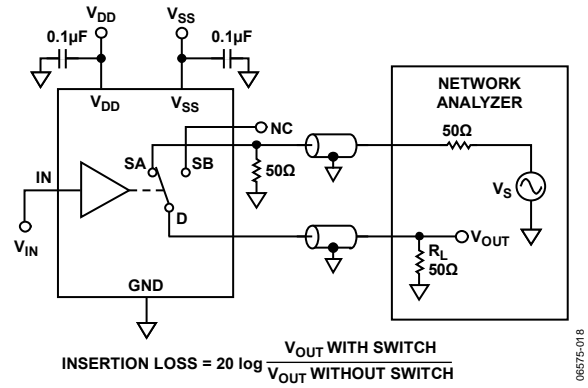 VDD
VSS
0.1µF
0.1µF
VDD
VSS
NETWORK
ANALYZER
NC
50Ω
SA
SB
50Ω
IN
VS
D
VIN
VOUT
RL
50Ω
GND
INSERTION LOSS = 20 log VOUT WITH SWITCH
VOUT WITHOUT SWITCH
06575-018